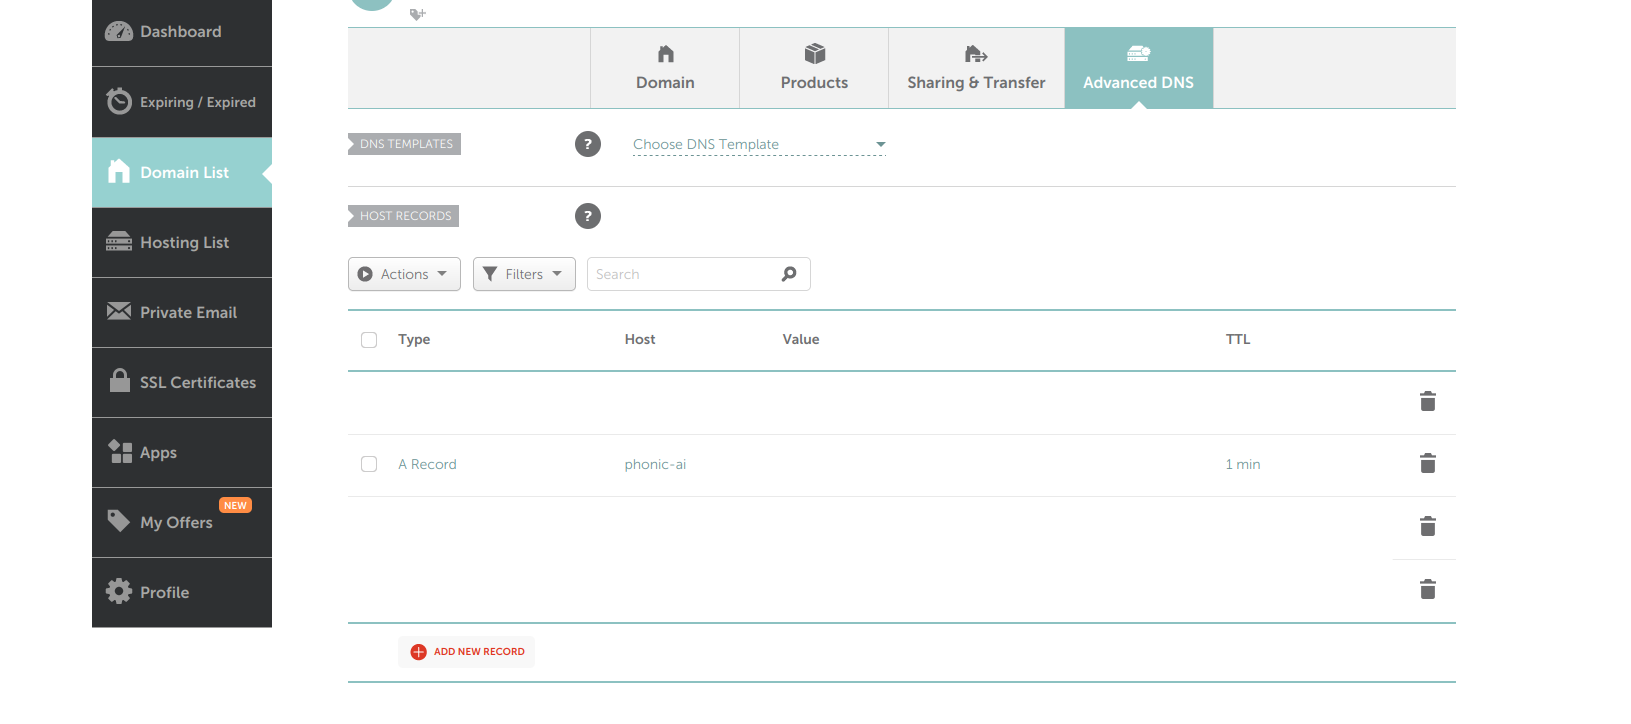 Dashboard
Expiring / Expired
Domain List
Hosting List
Private Email
SSL Certificates
Apps
NEW
My Offers
Profile
Domain
Products
Sharing & Transfer
Advanced DNS
DNS TEMPLATES
?
Choose DNS Template
HOST RECORDS
?
Actions
Filters
Search
Type Host Value TTL
A Record phonic-ai 1 min
ADD NEW RECORD